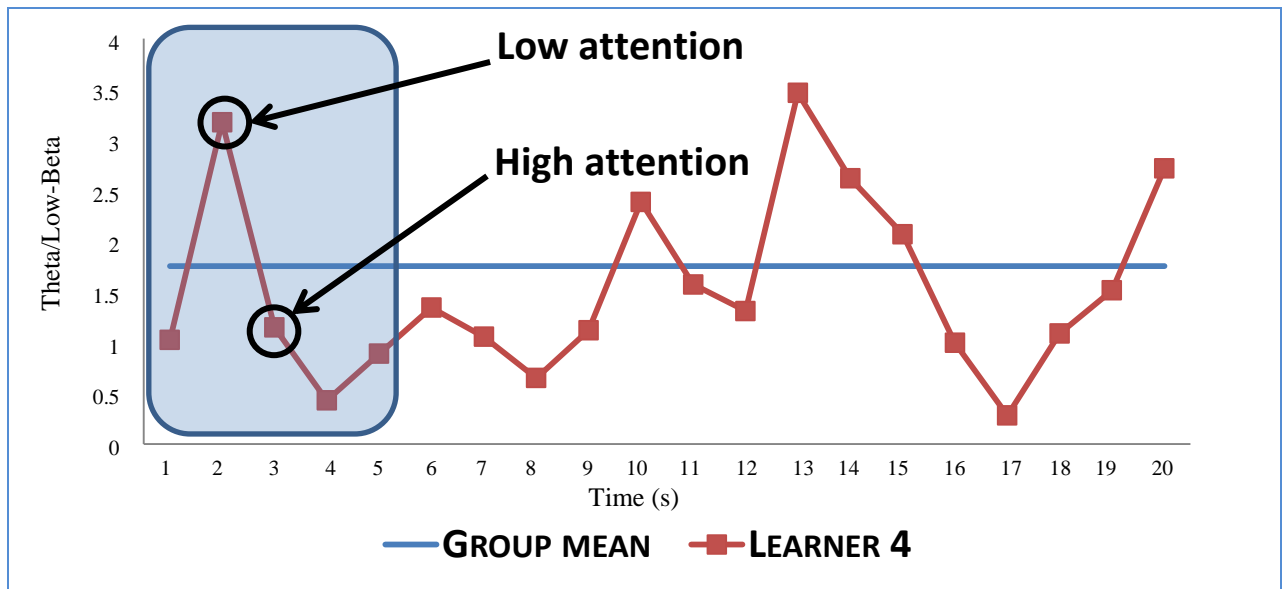 Low attention
High attention
Theta/Low-Beta
4
3.5
3
2.5
2
1.5
1
0.5
0
1 2 3 4 5 6 7 8 9 10 11 12 13 14 15 16 17 18 19 20
Time (s)
GROUP MEAN LEARNER 4